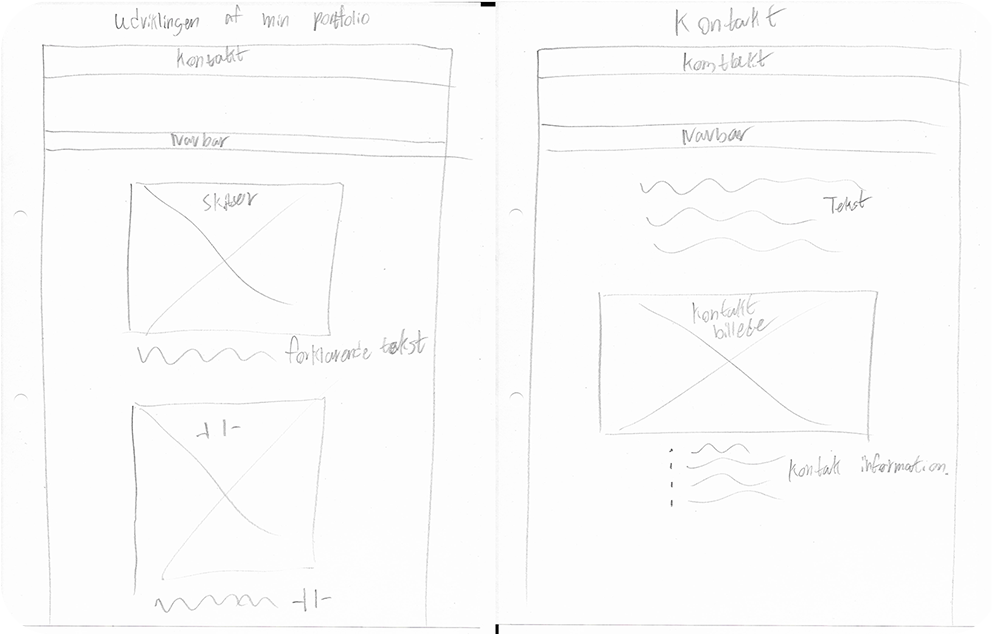 Udviklingen af min portfolio
Kontakt
Navbar
Skitser
forklarende tekst
-||-
-||-
Kontakt
Kontakt
Navbar
Tekst
Kontakt
billede
Kontakt information.